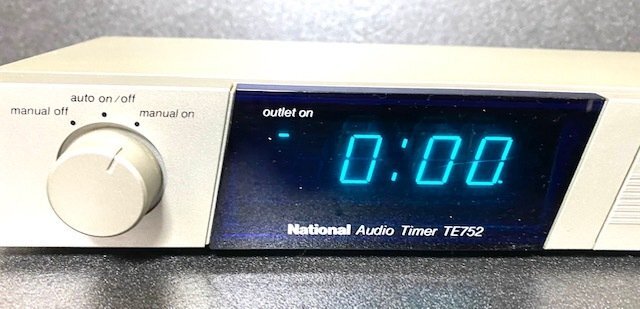 auto on/off
manual off
manual on
outlet on
0:00
National Audio Timer TE752